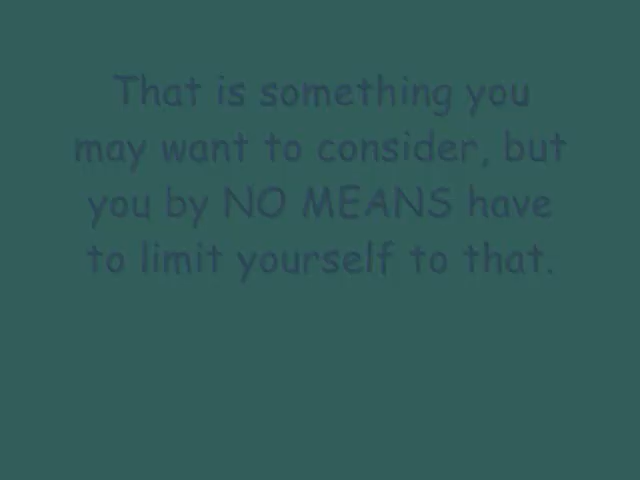 That is something you
may want to consider, but
you by NO MEANS have
to limit yourself to that.